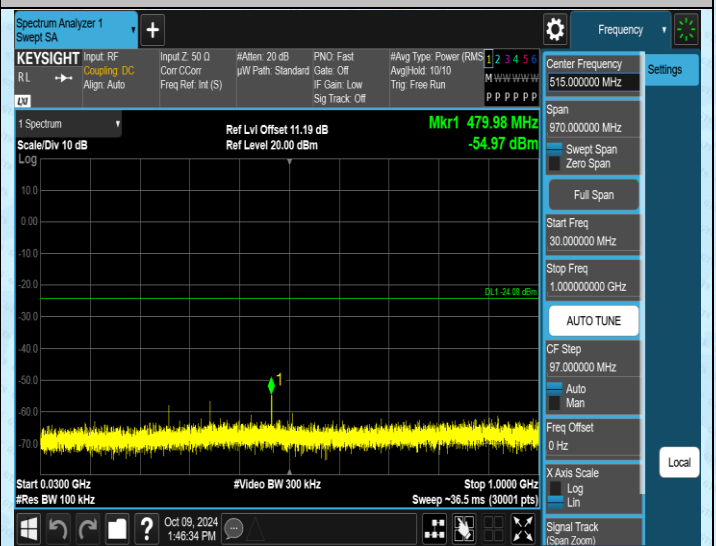 Spectrum Analyzer 1
Swept SA
+
Frequency
KEYSIGHT
RL
LXI
Input: RF
Coupling: DC
Align: Auto
Input Z: 50 Ω
Corr CCorr
Freq Ref: Int (S)
#Atten: 20 dB
µW Path: Standard
PNO: Fast
Gate: Off
IF Gain: Low
Sig Track: Off
#Avg Type: Power (RMS
Avg|Hold: 10/10
Trig: Free Run
1 2 3 4 5 6
M W W W W W
P P P P P P
1 Spectrum
Scale/Div 10 dB
Ref Lvl Offset 11.19 dB
Ref Level 20.00 dBm
Mkr1 479.98 MHz
-54.97 dBm
Log
10.0
0.00
-10.0
-20.0
-30.0
-40.0
-50.0
-60.0
-70.0
DL1 -24.08 dBm
1
Start 0.0300 GHz
#Res BW 100 kHz
#Video BW 300 kHz
Stop 1.0000 GHz
Sweep ~36.5 ms (30001 pts)
?
Oct 09, 2024
1:46:34 PM
Center Frequency
515.000000 MHz
Span
970.000000 MHz
Swept Span
Zero Span
Full Span
Start Freq
30.000000 MHz
Stop Freq
1.000000000 GHz
AUTO TUNE
CF Step
97.000000 MHz
Auto
Man
Freq Offset
0 Hz
X Axis Scale
Log
Lin
Signal Track
(Span Zoom)
Settings
Local